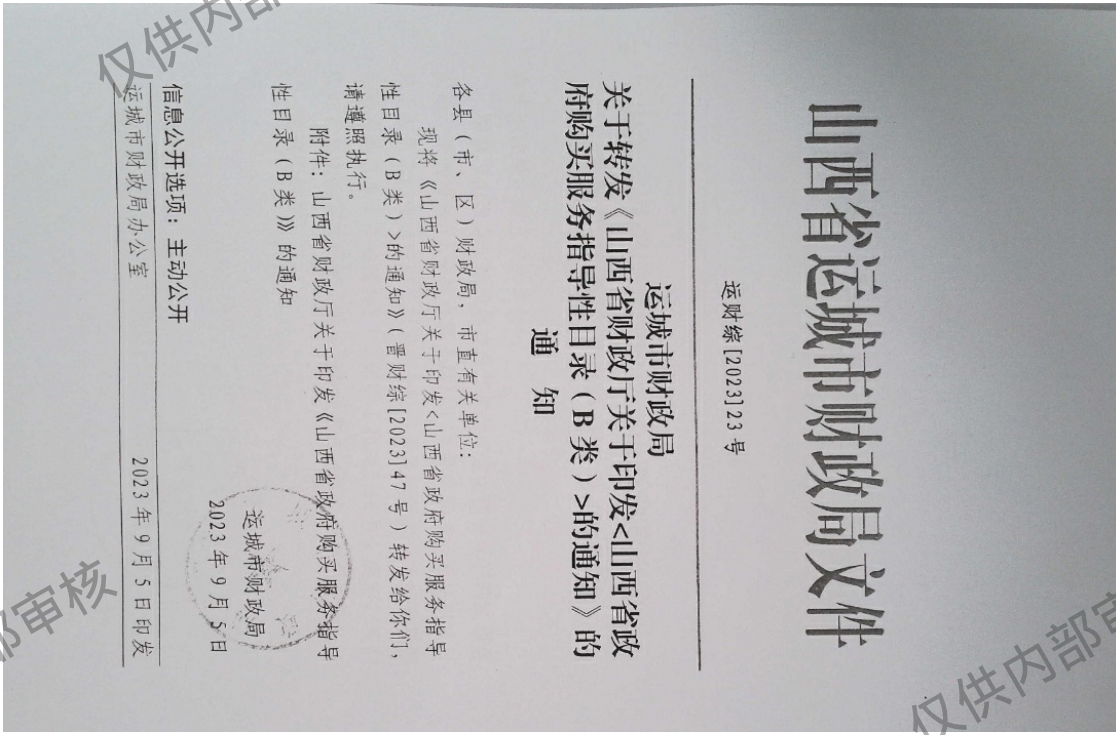 山西省运城市财政局文件
运财综[2023]23号
运城市财政局
关于转发《山西省财政厅关于印发<山西省政
府购买服务指导性目录(B类)>的通知》的
通 知
各县(市、区)财政局,市直有关单位:
现将《山西省财政厅关于印发<山西省政府购买服务指导
性目录(B类)>的通知》(晋财综[2023]47号)转发给你们,
请遵照执行。
附件:山西省财政厅关于印发《山西省政府购买服务指导
性目录(B类)》的通知
运城市财政局
2023年9月5日
信息公开选项:主动公开
运城市财政局办公室 2023年9月5日印发
仅供内部
部审核
仅供内部审